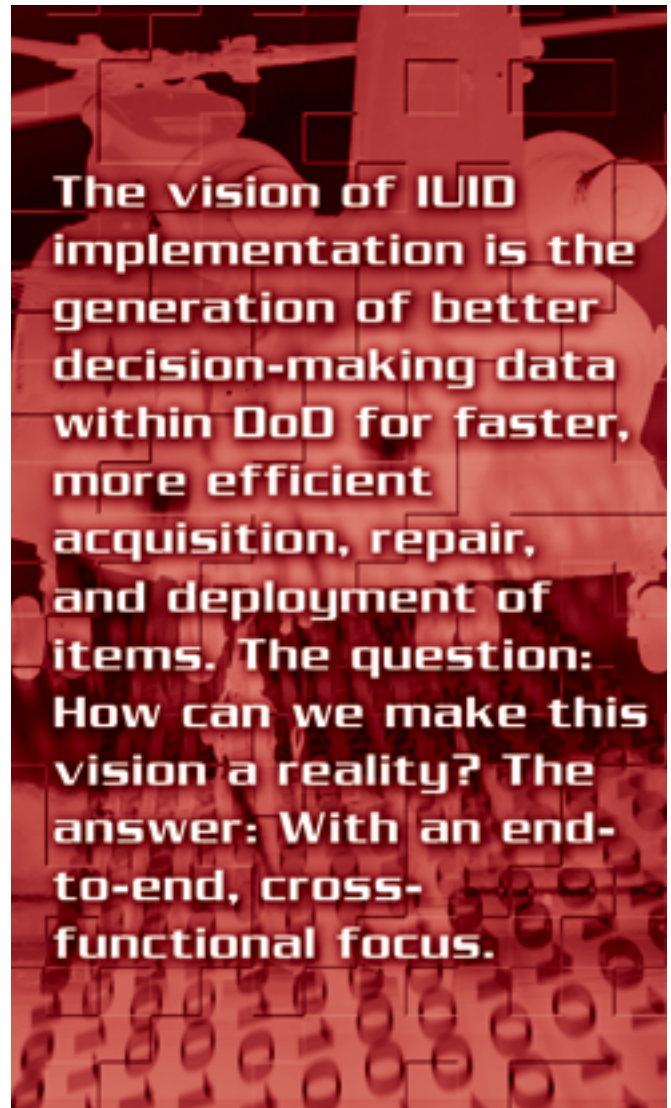 The vision of IUID
implementation is the
generation of better
decision-making data
within DoD for faster,
more efficient
acquisition, repair,
and deployment of
items. The question:
How can we make this
vision a reality? The
answer: With an end-
to-end, cross-
functional focus.